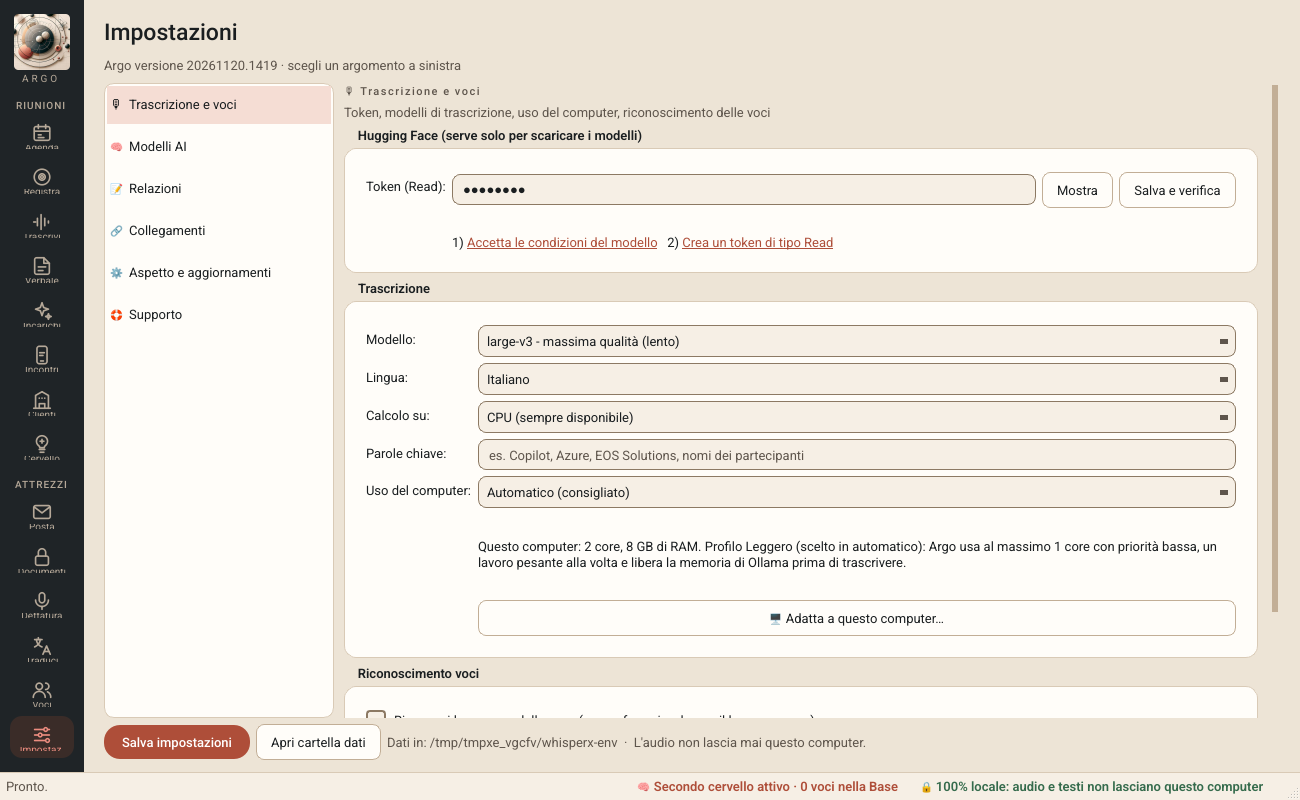 Impostazioni
Argo versione 20261120.1419 · scegli un argomento a sinistra
ARGO
RIUNIONI
Agenda
Registra
Trascrivi
Verbale
Incarichi
Incontri
Clienti
Cervello
ATTREZZI
Posta
Documenti
Dettatura
Traduci
Voci
Impostaz.
Trascrizione e voci
Modelli AI
Relazioni
Collegamenti
Aspetto e aggiornamenti
Supporto
Trascrizione e voci
Token, modelli di trascrizione, uso del computer, riconoscimento delle voci
Hugging Face (serve solo per scaricare i modelli)
Token (Read): ●●●●●●●● Mostra Salva e verifica
1) Accetta le condizioni del modello 2) Crea un token di tipo Read
Trascrizione
Modello: large-v3 - massima qualità (lento)
Lingua: Italiano
Calcolo su: CPU (sempre disponibile)
Parole chiave: es. Copilot, Azure, EOS Solutions, nomi dei partecipanti
Uso del computer: Automatico (consigliato)
Questo computer: 2 core, 8 GB di RAM. Profilo Leggero (scelto in automatico): Argo usa al massimo 1 core con priorità bassa, un
lavoro pesante alla volta e libera la memoria di Ollama prima di trascrivere.
Adatta a questo computer…
Riconoscimento voci
Salva impostazioni Apri cartella dati Dati in: /tmp/tmpxe_vgcfv/whisperx-env · L'audio non lascia mai questo computer.
Pronto. Secondo cervello attivo · 0 voci nella Base 100% locale: audio e testi non lasciano questo computer